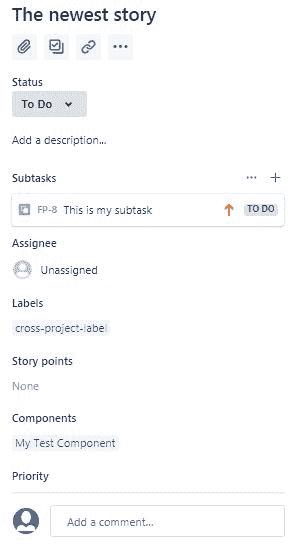 The newest story
Status
To Do
Add a description...
Subtasks
FP-8 This is my subtask TO DO
Assignee
Unassigned
Labels
cross-project-label
Story points
None
Components
My Test Component
Priority
Add a comment...